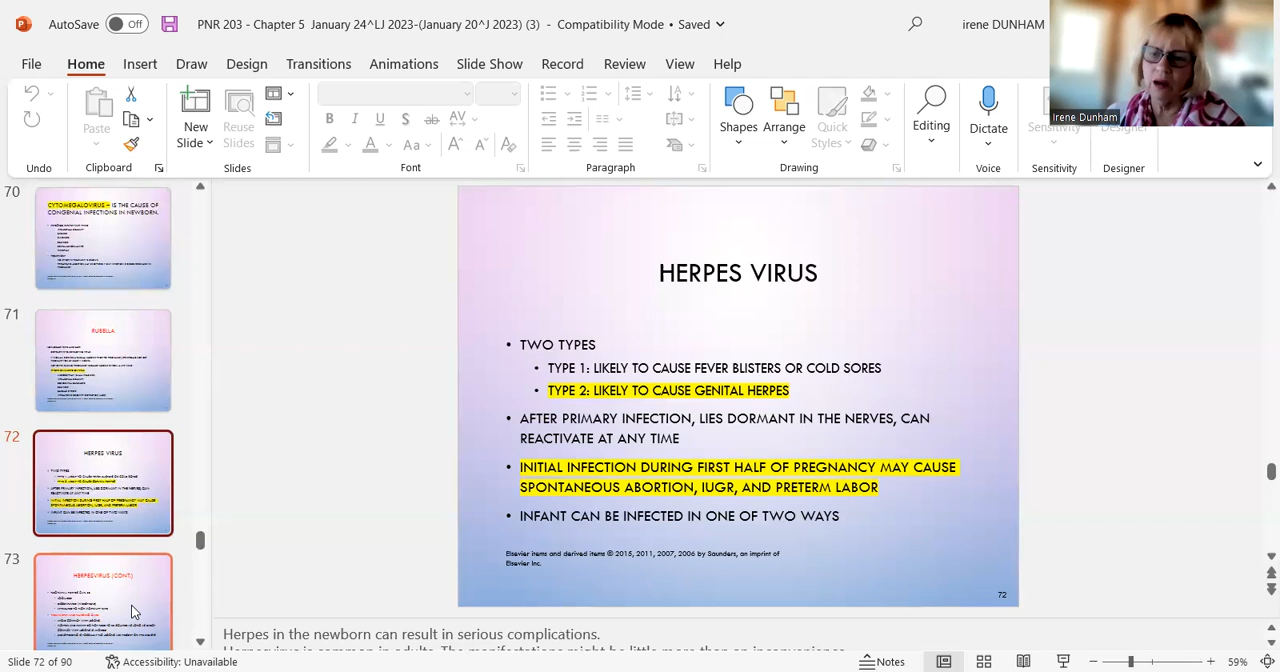 AutoSave Off PNR 203 - Chapter 5 January 24^LJ 2023-(January 20^J 2023) (3) - Compatibility Mode • Saved irene DUNHAM
File Home Insert Draw Design Transitions Animations Slide Show Record Review View Help
Irene Dunham
Paste
New Slide
Reuse Slides
B I U S ab AV
Aa A A A
Shapes Arrange Quick Styles
Editing
Dictate
Sensitivity
Designer
Undo Clipboard Slides Font Paragraph Drawing Voice Sensitivity Designer
70
CYTOMEGALOVIRUS – IS THE CAUSE OF
CONGENIAL INFECTIONS IN NEWBORN.
71
RUBELLA
72
HERPES VIRUS
73
HERPESVIRUS (CONT.)
HERPES VIRUS
• TWO TYPES
• TYPE 1: LIKELY TO CAUSE FEVER BLISTERS OR COLD SORES
• TYPE 2: LIKELY TO CAUSE GENITAL HERPES
• AFTER PRIMARY INFECTION, LIES DORMANT IN THE NERVES, CAN
REACTIVATE AT ANY TIME
• INITIAL INFECTION DURING FIRST HALF OF PREGNANCY MAY CAUSE
SPONTANEOUS ABORTION, IUGR, AND PRETERM LABOR
• INFANT CAN BE INFECTED IN ONE OF TWO WAYS
Elsevier items and derived items © 2015, 2011, 2007, 2006 by Saunders, an imprint of
Elsevier Inc.
72
Herpes in the newborn can result in serious complications.
Slide 72 of 90 Accessibility: Unavailable Notes 59%